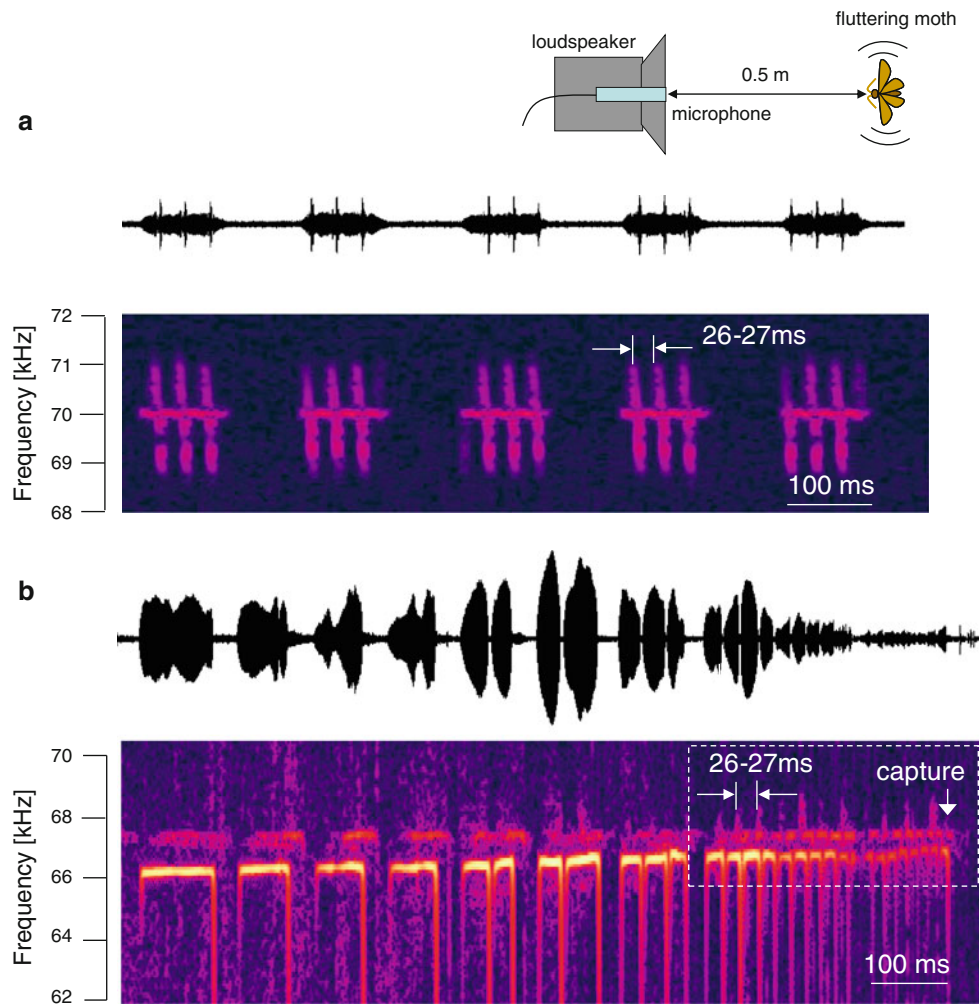 fluttering moth
loudspeaker
0.5 m
microphone
a
Frequency [kHz]
72
71
70
69
68
26-27ms
100 ms
b
Frequency [kHz]
70
68
66
64
62
26-27ms
capture
100 ms